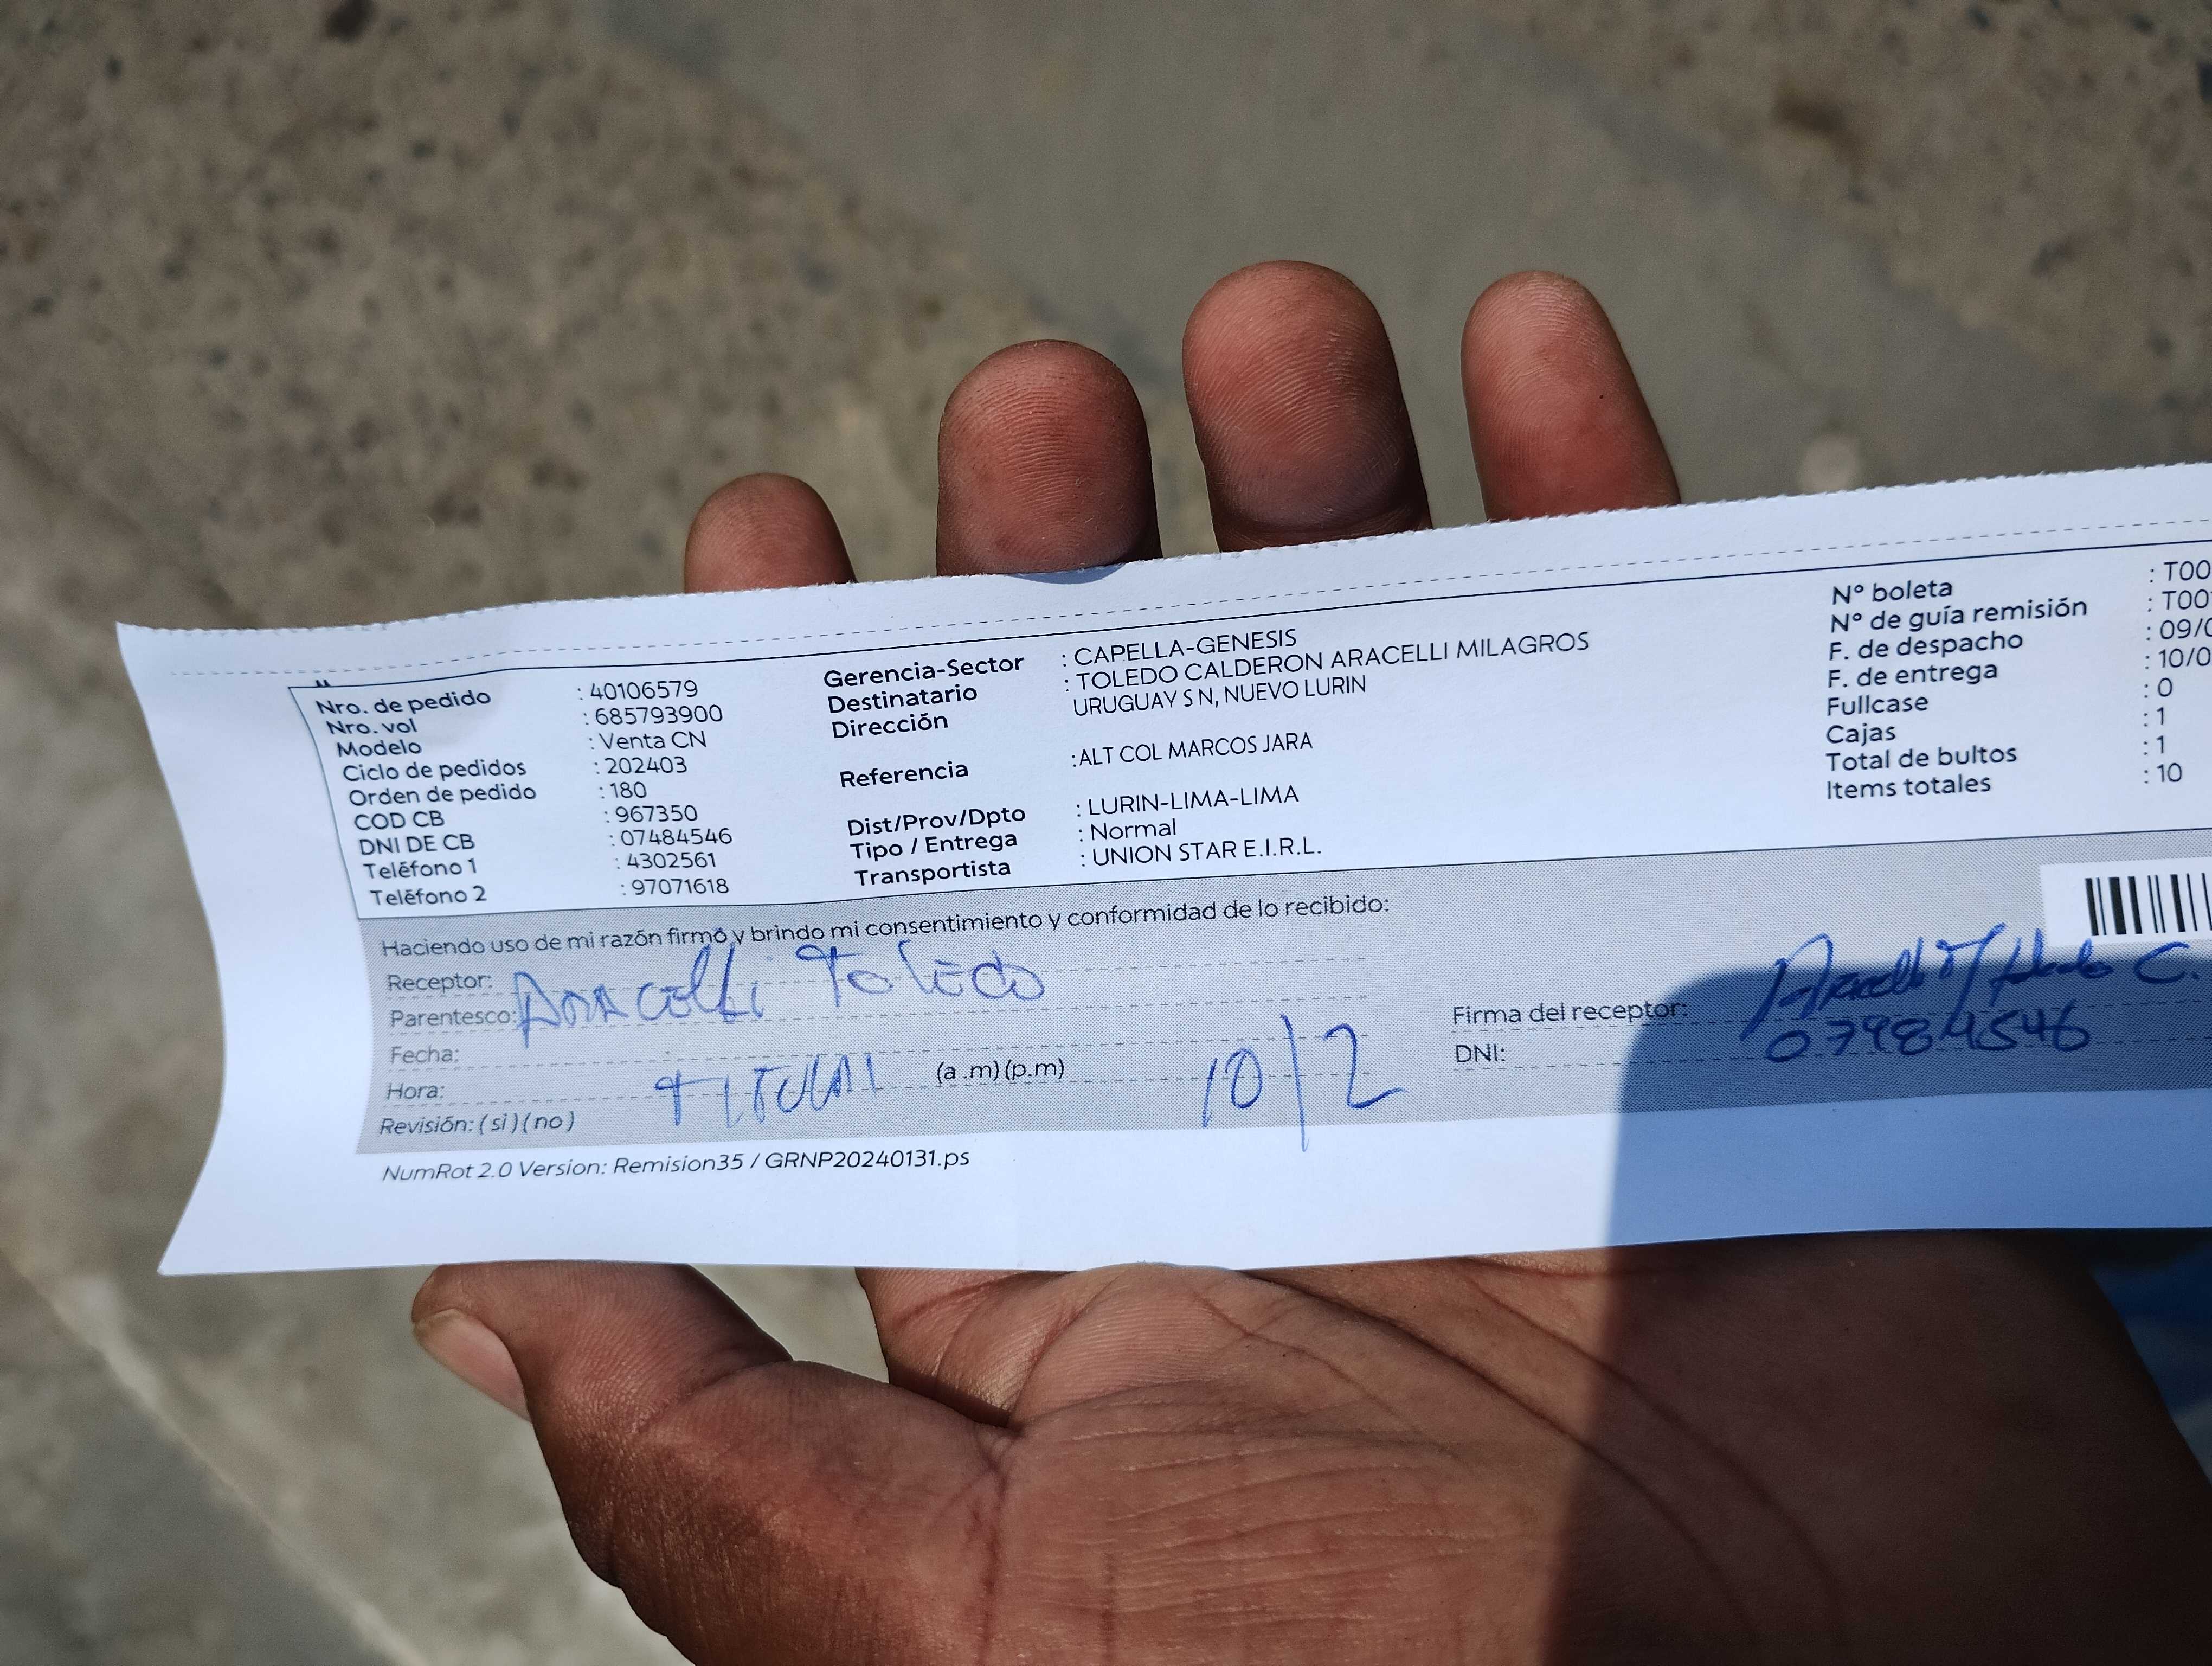 Nro. de pedido : 40106579
Nro. vol : 685793900
Modelo : Venta CN
Ciclo de pedidos : 202403
Orden de pedido : 180
COD CB : 967350
DNI DE CB : 07484546
Teléfono 1 : 4302561
Teléfono 2 : 97071618
Gerencia-Sector : CAPELLA-GENESIS
Destinatario : TOLEDO CALDERON ARACELLI MILAGROS
Dirección URUGUAY S N, NUEVO LURIN
Referencia :ALT COL MARCOS JARA
Dist/Prov/Dpto : LURIN-LIMA-LIMA
Tipo / Entrega : Normal
Transportista : UNION STAR E.I.R.L.
Nº boleta : T00
Nº de guía remisión : T00
F. de despacho : 09/0
F. de entrega : 10/0
Fullcase : 0
Cajas : 1
Total de bultos : 1
Items totales : 10
Haciendo uso de mi razón firmó y brindo mi consentimiento y conformidad de lo recibido:
Receptor: Aracelli Toledo
Parentesco:
Fecha:
Hora: Titular (a .m) (p.m) 10/2
Revisión: ( si ) ( no )
Firma del receptor:
DNI: 07484546
NumRot 2.0 Version: Remision35 / GRNP20240131.ps